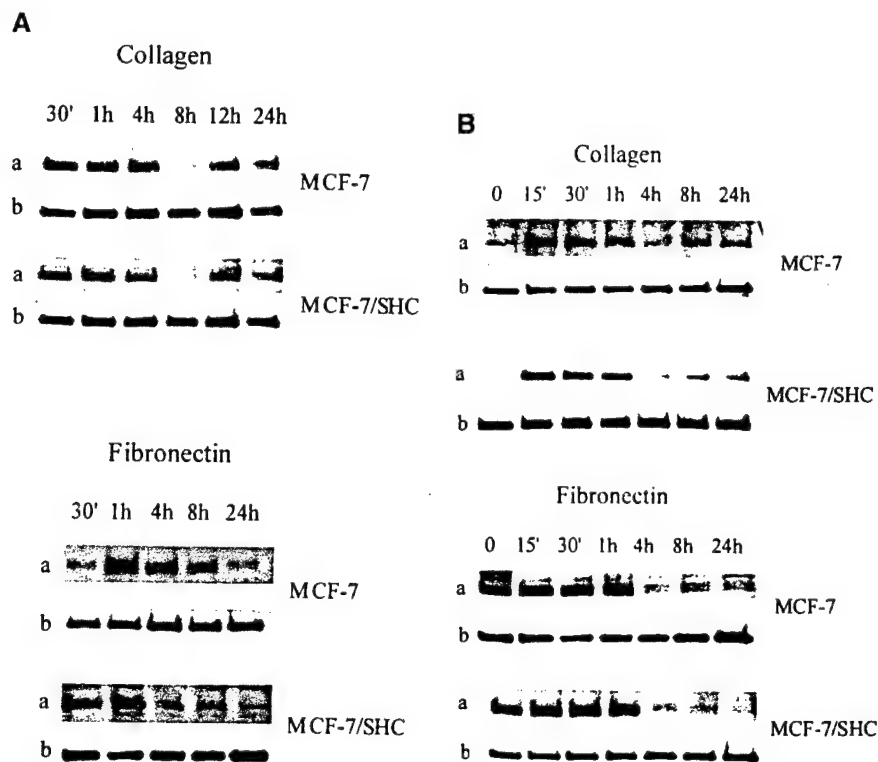 A
Collagen
30' 1h 4h 8h 12h 24h
a
MCF-7
b
a
MCF-7/SHC
b
Fibronectin
30' 1h 4h 8h 24h
a
MCF-7
b
a
MCF-7/SHC
b
B
Collagen
0 15' 30' 1h 4h 8h 24h
a
MCF-7
b
a
MCF-7/SHC
b
Fibronectin
0 15' 30' 1h 4h 8h 24h
a
MCF-7
b
a
MCF-7/SHC
b